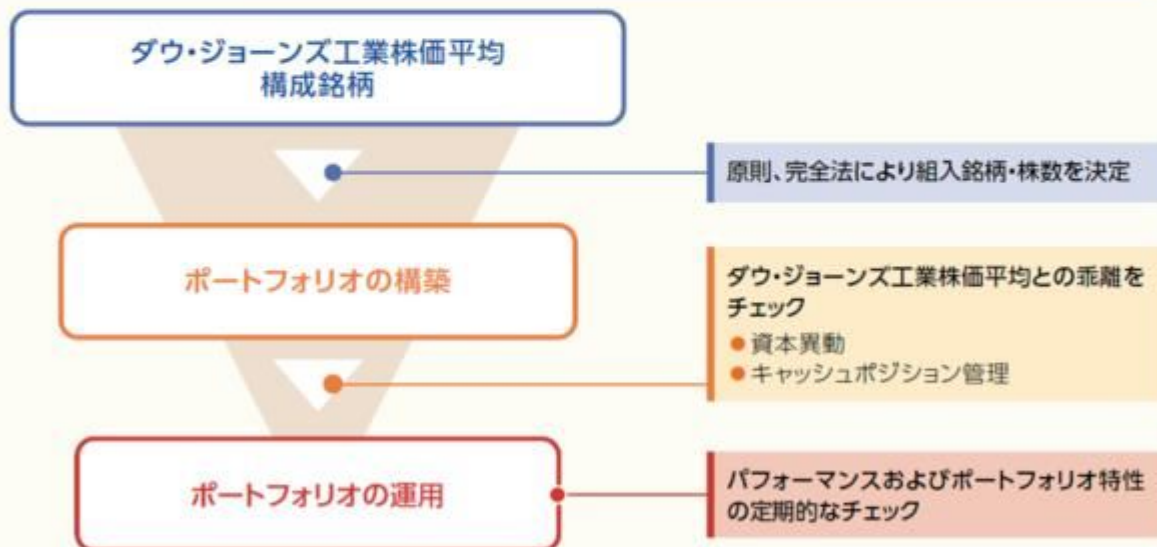 ダウ・ジョーンズ工業株価平均
構成銘柄
原則、完全法により組入銘柄・株数を決定
ポートフォリオの構築
ダウ・ジョーンズ工業株価平均との乖離を
チェック
●資本異動
●キャッシュポジション管理
ポートフォリオの運用
パフォーマンスおよびポートフォリオ特性
の定期的なチェック